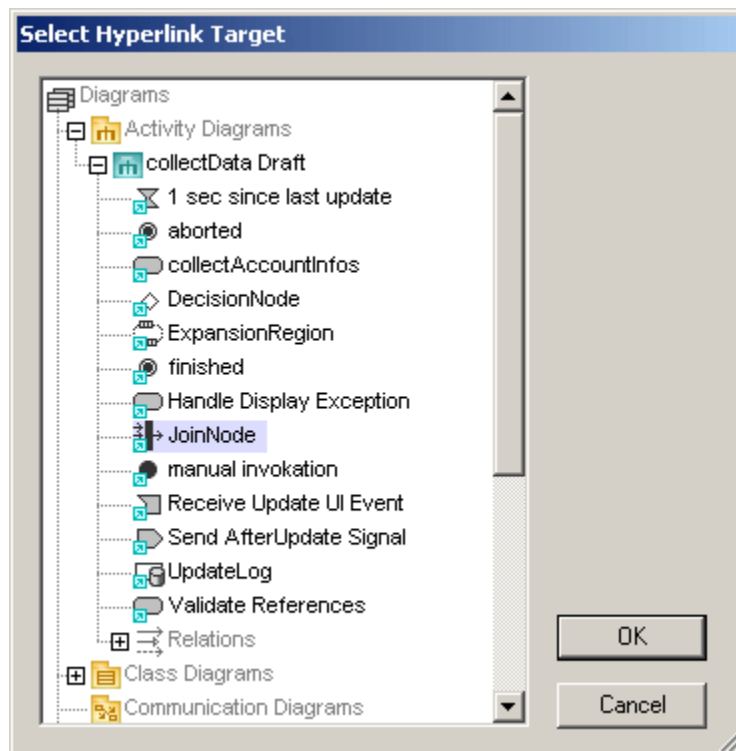 Select Hyperlink Target
Diagrams
Activity Diagrams
collectData Draft
1 sec since last update
aborted
collectAccountInfos
DecisionNode
ExpansionRegion
finished
Handle Display Exception
JoinNode
manual invokation
Receive Update UI Event
Send AfterUpdate Signal
UpdateLog
Validate References
Relations
OK
Class Diagrams
Communication Diagrams
Cancel